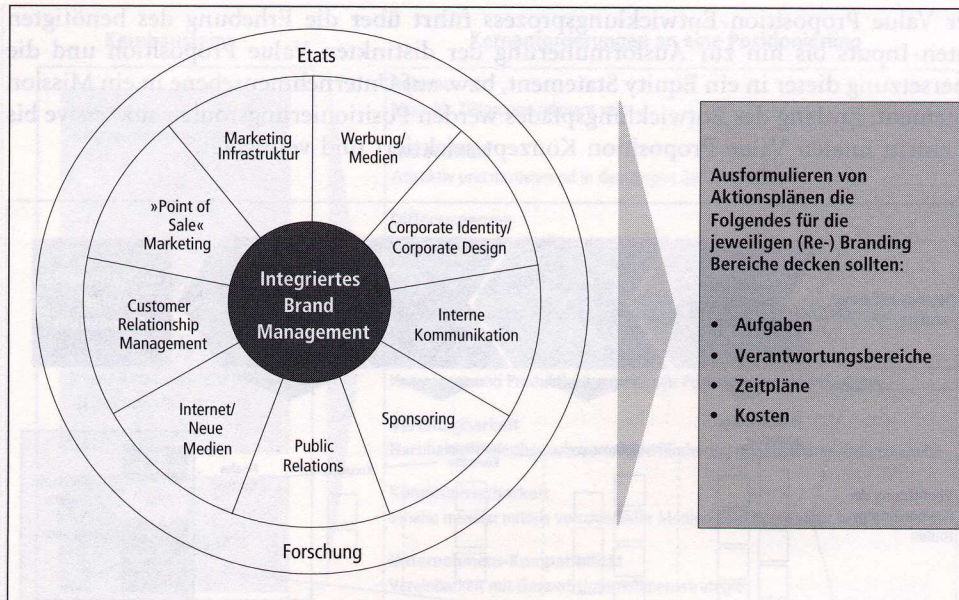 Etats
Marketing
Infrastruktur
Werbung/
Medien
»Point of
Sale«
Marketing
Corporate Identity/
Corporate Design
Integriertes
Brand
Management
Customer
Relationship
Management
Interne
Kommunikation
Internet/
Neue
Medien
Public
Relations
Sponsoring
Forschung
Ausformulieren von
Aktionsplänen die
Folgendes für die
jeweiligen (Re-) Branding
Bereiche decken sollten:
• Aufgaben
• Verantwortungsbereiche
• Zeitpläne
• Kosten